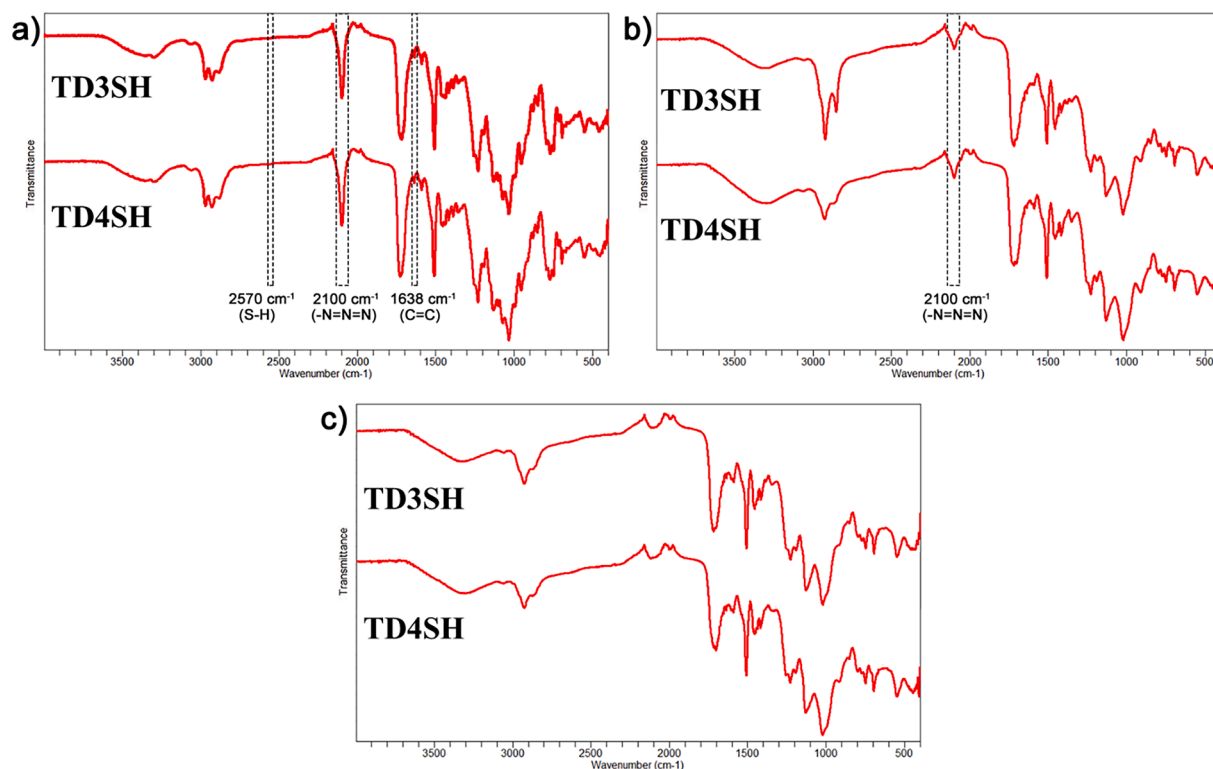 a)
TD3SH
TD4SH
Transmittance
2570 cm⁻¹ 2100 cm⁻¹ 1638 cm⁻¹
(S-H) (-N=N=N) (C=C)
3500 3000 2500 2000 1500 1000 500
Wavenumber (cm-1)
b)
TD3SH
TD4SH
Transmittance
2100 cm⁻¹
(-N=N=N)
3500 3000 2500 2000 1500 1000 500
Wavenumber (cm-1)
c)
TD3SH
TD4SH
Transmittance
3500 3000 2500 2000 1500 1000 500
Wavenumber (cm-1)